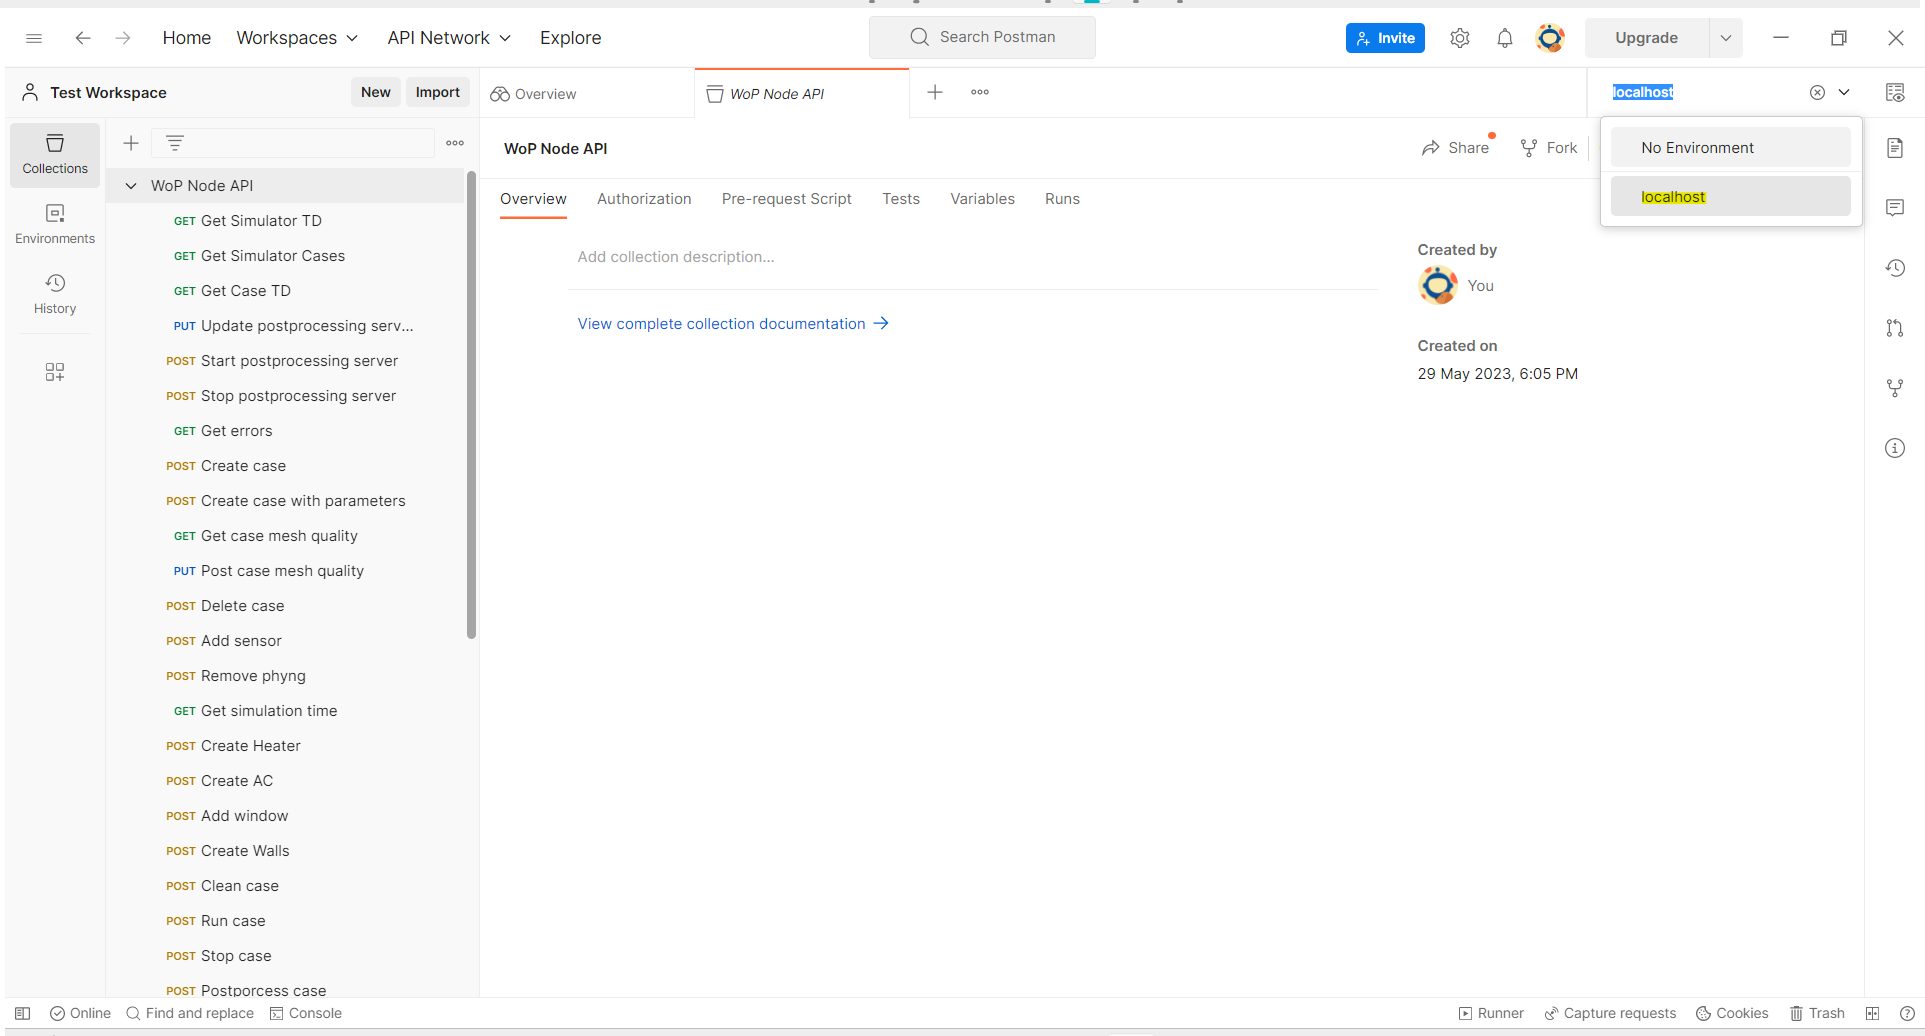 Home Workspaces API Network Explore Search Postman Invite Upgrade
Test Workspace New Import Overview WoP Node API localhost
Collections
Environments
History
WoP Node API
GET Get Simulator TD
GET Get Simulator Cases
GET Get Case TD
PUT Update postprocessing serv...
POST Start postprocessing server
POST Stop postprocessing server
GET Get errors
POST Create case
POST Create case with parameters
GET Get case mesh quality
PUT Post case mesh quality
POST Delete case
POST Add sensor
POST Remove phyng
GET Get simulation time
POST Create Heater
POST Create AC
POST Add window
POST Create Walls
POST Clean case
POST Run case
POST Stop case
POST Postporcess case
WoP Node API Share Fork
Overview Authorization Pre-request Script Tests Variables Runs
Add collection description...
View complete collection documentation
Created by
You
Created on
29 May 2023, 6:05 PM
No Environment
localhost
Online Find and replace Console Runner Capture requests Cookies Trash